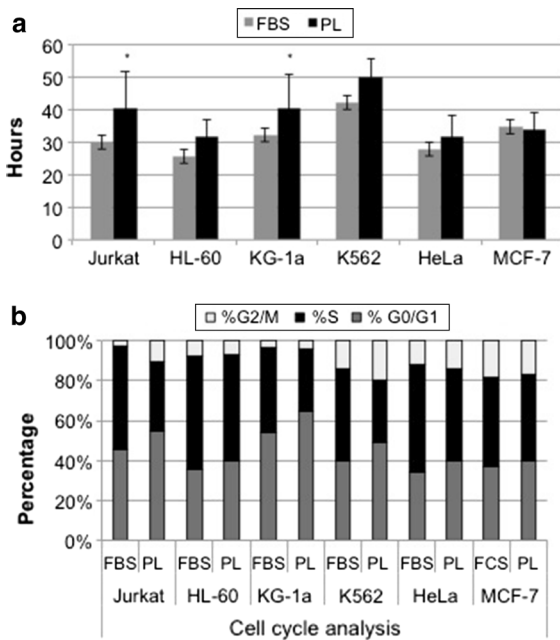 a
FBS PL
60
50
40
30
20
10
0
Hours
* *
Jurkat HL-60 KG-1a K562 HeLa MCF-7
b
%G2/M %S % G0/G1
100%
80%
60%
40%
20%
0%
Percentage
FBS PL FBS PL FBS PL FBS PL FBS PL FCS PL
Jurkat HL-60 KG-1a K562 HeLa MCF-7
Cell cycle analysis